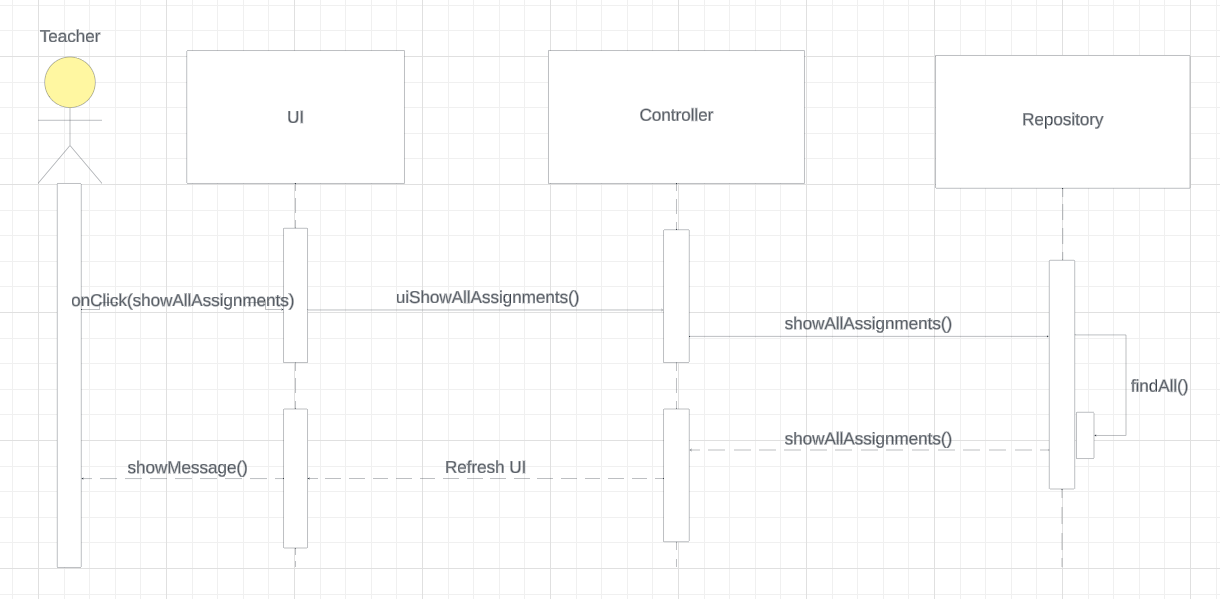 Teacher
UI
Controller
Repository
onClick(showAllAssignments)
uiShowAllAssignments()
showAllAssignments()
findAll()
showAllAssignments()
showMessage()
Refresh UI